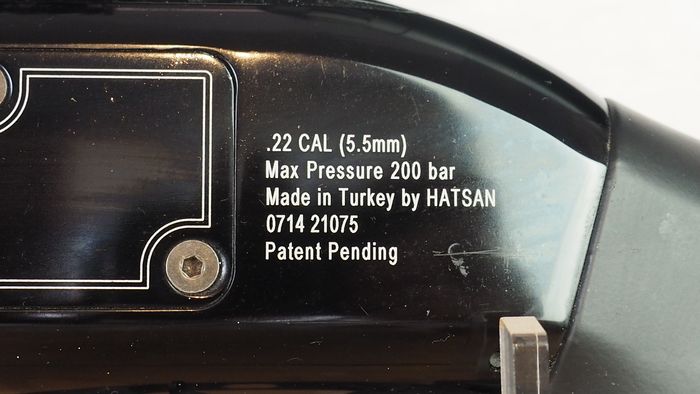 .22 CAL (5.5mm)
Max Pressure 200 bar
Made in Turkey by HATSAN
0714 21075
Patent Pending